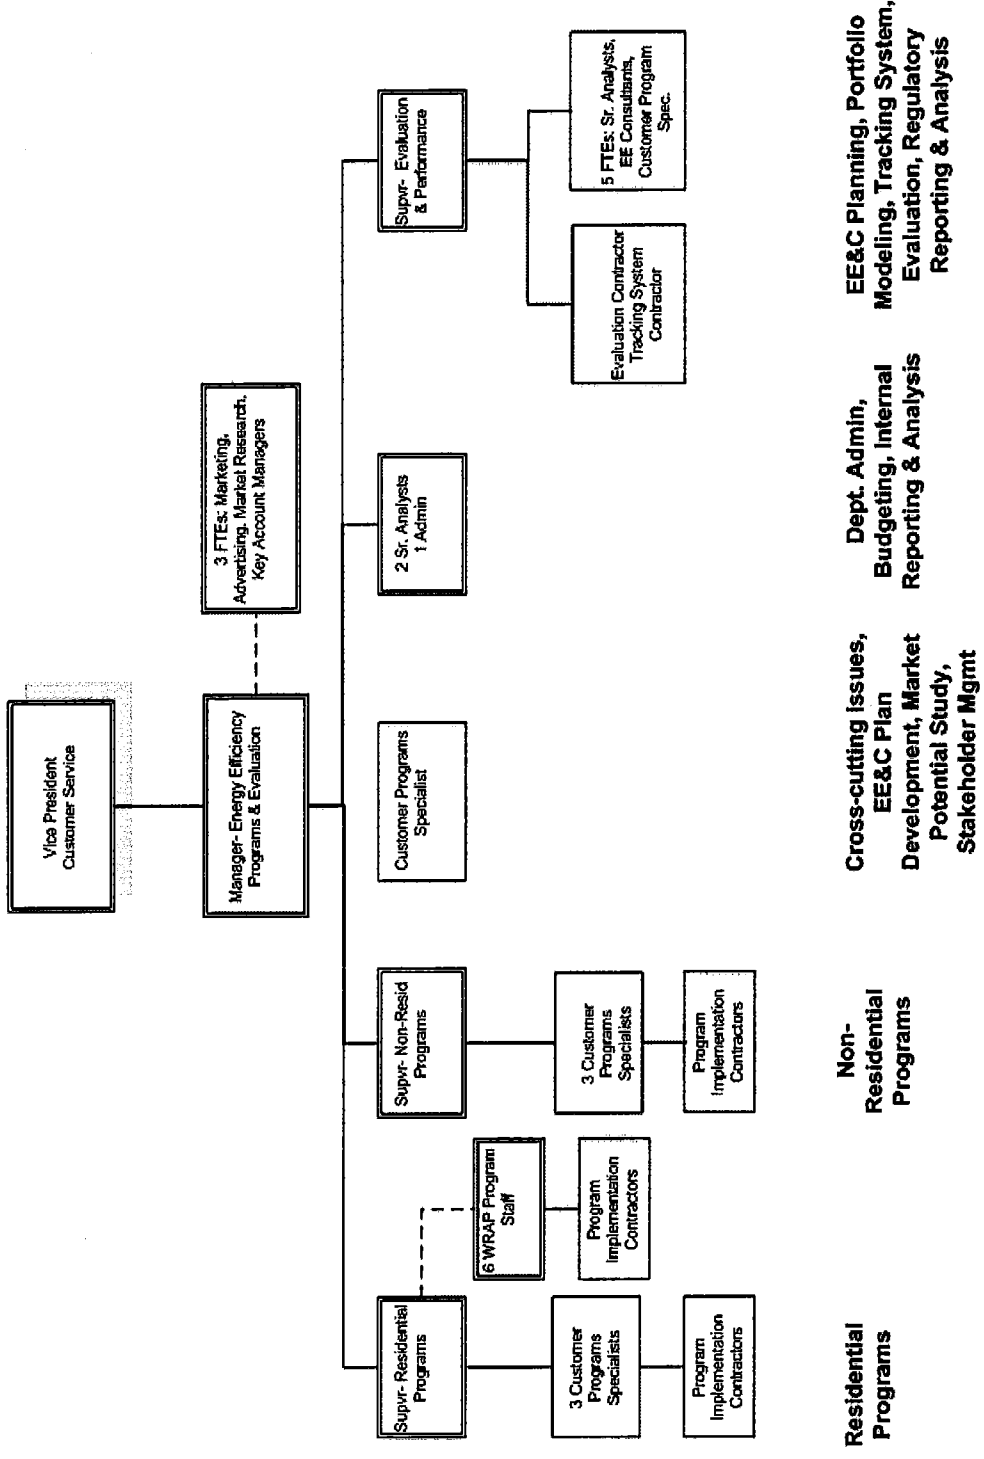 Vice President
Customer Service
Manager- Energy Efficiency
Programs & Evaluation
3 FTEs: Marketing,
Advertising, Market Research,
Key Account Managers
Supvr- Residential
Programs
Supvr- Non-Resid
Programs
Customer Programs
Specialist
2 Sr. Analysts
1 Admin
Supvr- Evaluation
& Performance
6 WRAP Program
Staff
3 Customer
Programs
Specialists
Program
Implementation
Contractors
3 Customer
Programs
Specialists
Evaluation Contractor
Tracking System
Contractor
5 FTEs: Sr. Analysts,
EE Consultants,
Customer Program
Spec.
Program
Implementation
Contractors
Program
Implementation
Contractors
Residential
Programs
Non-
Residential
Programs
Cross-cutting issues,
EE&C Plan
Development, Market
Potential Study,
Stakeholder Mgmt
Dept. Admin,
Budgeting, Internal
Reporting & Analysis
EE&C Planning, Portfolio
Modeling, Tracking System,
Evaluation, Regulatory
Reporting & Analysis